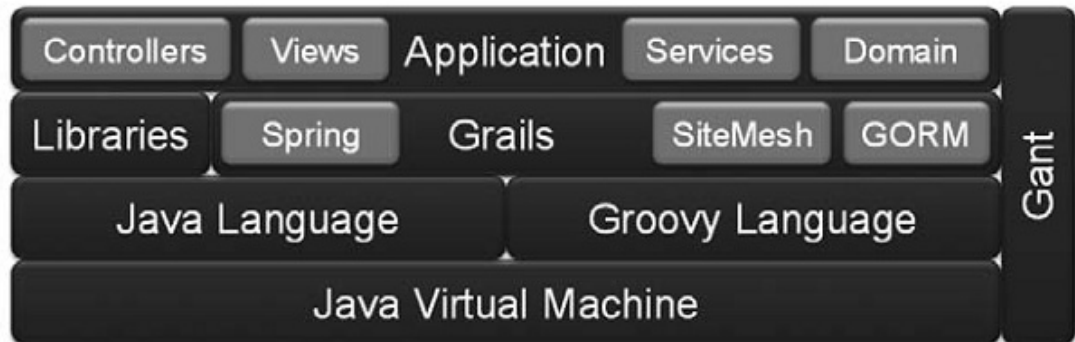 Controllers Views Application Services Domain
Libraries Spring Grails SiteMesh GORM
Java Language Groovy Language
Java Virtual Machine
Gant